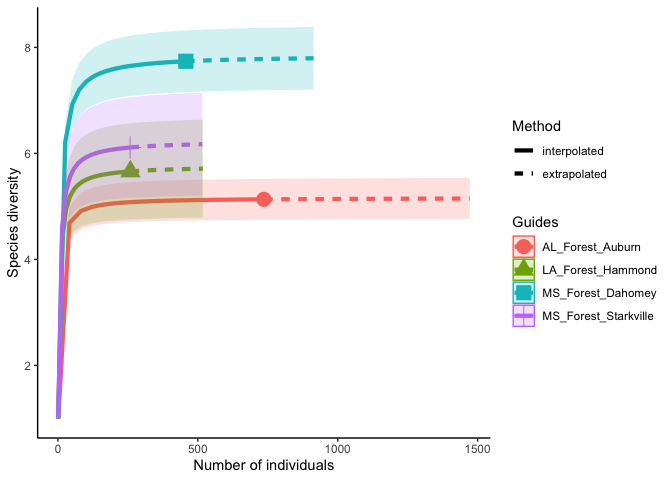 8
6
4
2
Species diversity
0
500
1000
1500
Number of individuals
Method
interpolated
extrapolated
Guides
AL_Forest_Auburn
LA_Forest_Hammond
MS_Forest_Dahomey
MS_Forest_Starkville